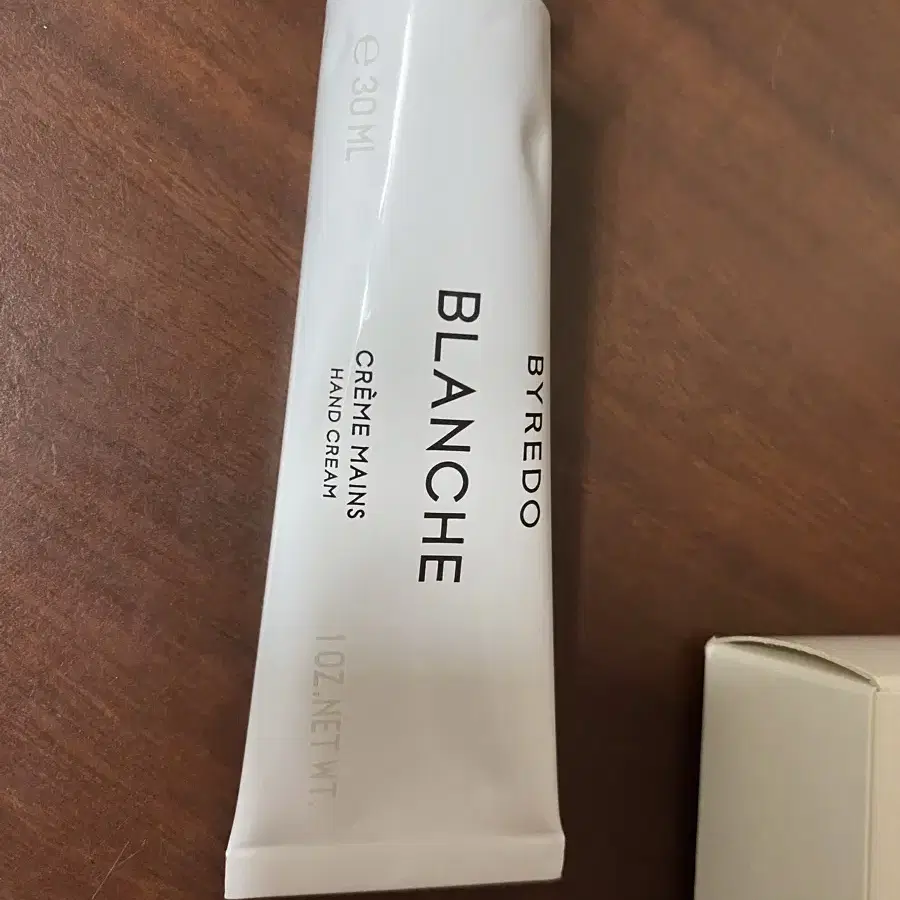 BYREDO
BLANCHE
CRÈME MAINS
HAND CREAM
e 30 ML
1 OZ. NET WT.